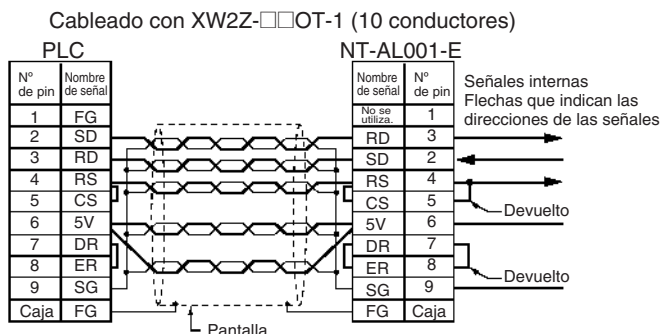 Cableado con XW2Z-□□OT-1 (10 conductores)
PLC
NT-AL001-E
Nº de pin Nombre de señal
1 FG
2 SD
3 RD
4 RS
5 CS
6 5V
7 DR
8 ER
9 SG
Caja FG
Nombre de señal Nº de pin
No se utiliza. 1
RD 3
SD 2
RS 4
CS 5
5V 6
DR 7
ER 8
SG 9
FG Caja
Señales internas
Flechas que indican las
direcciones de las señales
Devuelto
Devuelto
Pantalla